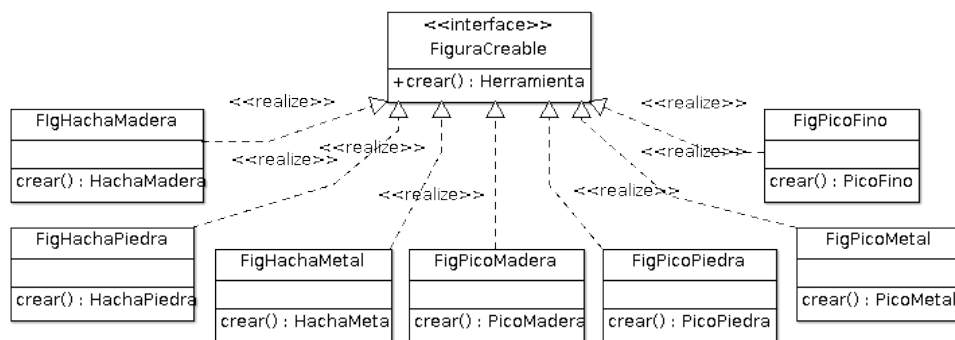 <<interface>>
FiguraCreable
+crear() : Herramienta
<<realize>>
<<realize>>
FIgHachaMadera
crear() : HachaMadera
<<realize>>
<<realize>>
<<realize>>
FigPicoFino
crear() : PicoFino
<<realize>>
<<realize>>
FigHachaPiedra
crear() : HachaPiedra
FigHachaMetal
crear() : HachaMeta
FigPicoMadera
crear() : PicoMadera
FigPicoPiedra
crear() : PicoPiedra
FigPicoMetal
crear() : PicoMetal